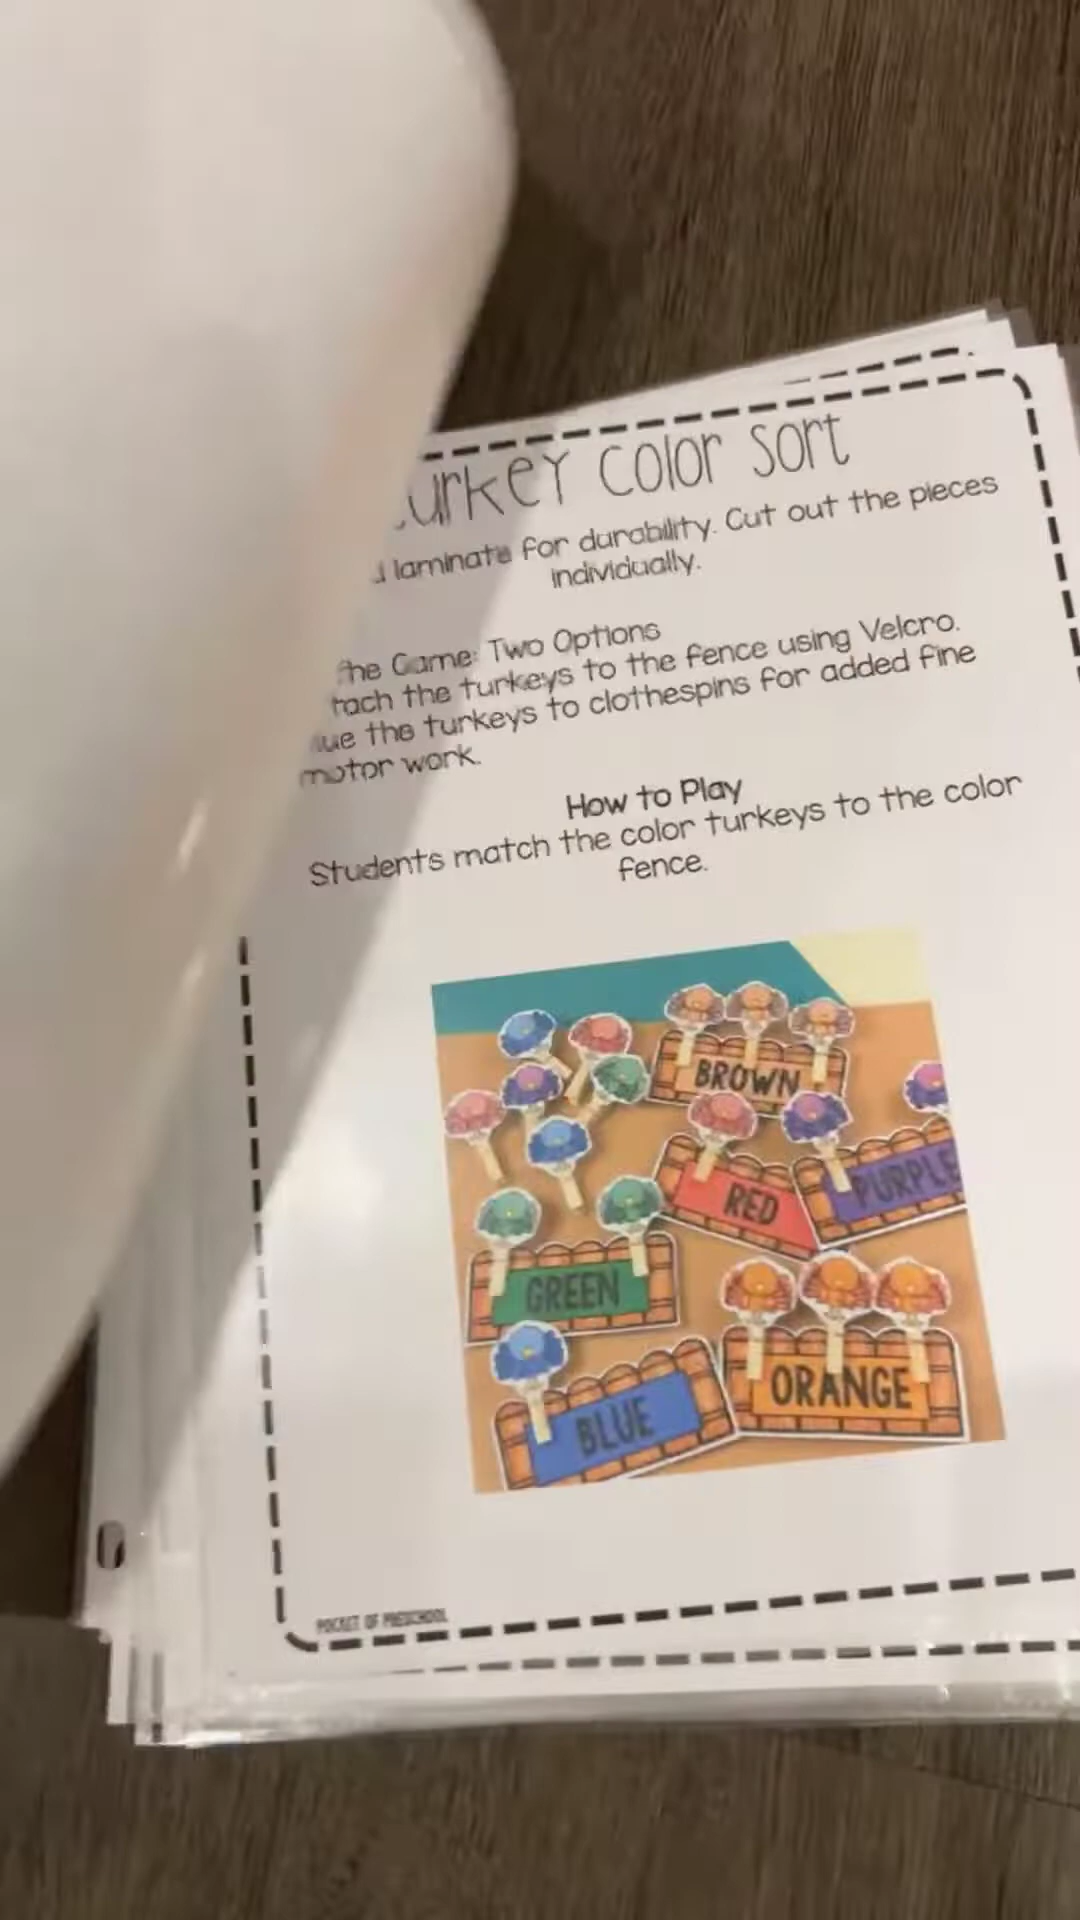 urkey Color Sort
laminate for durability. Cut out the pieces
individually.
he Game: Two Options
tach the turkeys to the fence using Velcro.
ue the turkeys to clothespins for added fine
motor work.
How to Play
Students match the color turkeys to the color
fence.
BROWN
RED
PURPLE
GREEN
ORANGE
BLUE
POCKET OF PRESCHOOL